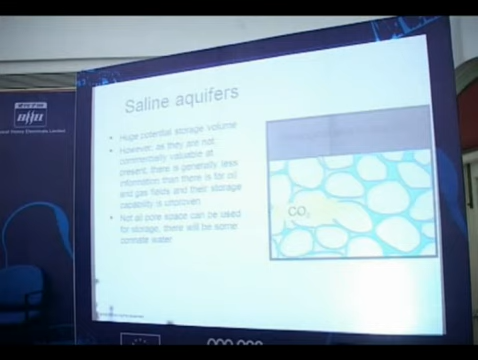 Saline aquifers
• Huge potential storage volume
• However, as they are not
commercially valuable at
present, there is generally less
information than there is for oil
and gas fields and their storage
capability is unproven
• Not all pore space can be used
for storage, there will be some
connate water
CO₂